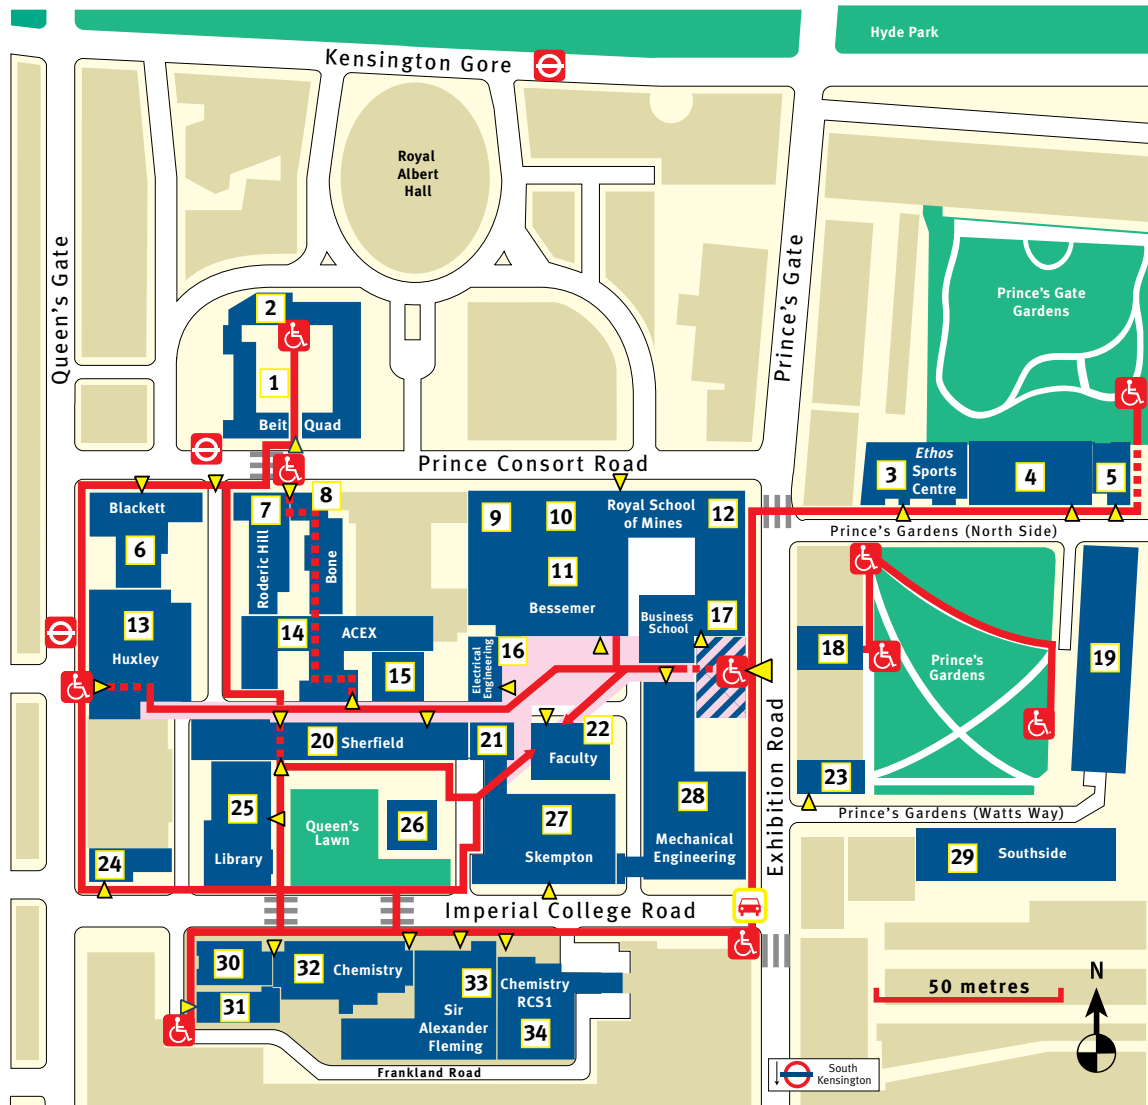 Hyde Park
Kensington Gore
Royal
Albert
Hall
Queen's Gate
Prince's Gate
Prince's Gate
Gardens
2
1
Beit Quad
Prince Consort Road
3
Ethos
Sports
Centre
4
5
Prince's Gardens (North Side)
Blackett
6
7
8
Roderic Hill
Bone
9
10
Royal School
of Mines
12
11
Bessemer
Business
School
17
13
Huxley
14
ACEX
15
Electrical
Engineering
16
18
Prince's
Gardens
19
20
Sherfield
21
22
Faculty
23
Prince's Gardens (Watts Way)
Exhibition Road
24
25
Library
Queen's
Lawn
26
27
Skempton
28
Mechanical
Engineering
29
Southside
Imperial College Road
30
31
32
Chemistry
33
Sir
Alexander
Fleming
Chemistry
RCS1
34
Frankland Road
50 metres
N
South
Kensington